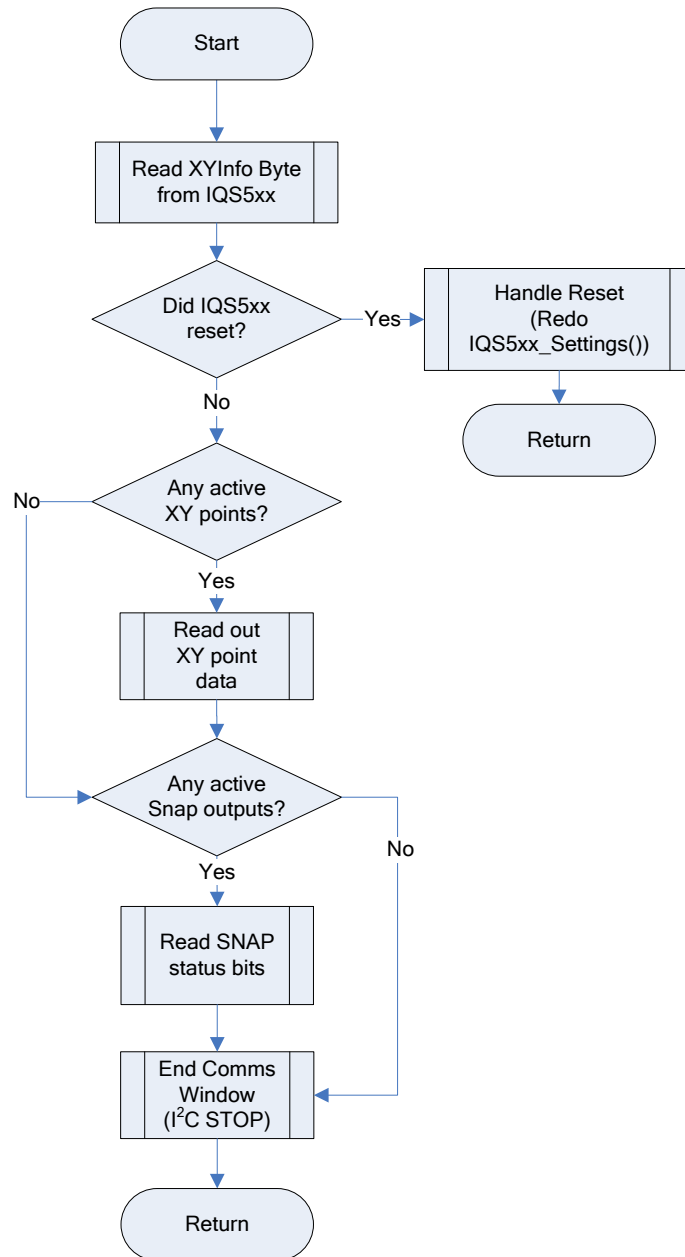 Start
Read XYInfo Byte
from IQS5xx
Did IQS5xx
reset?
Yes
Handle Reset
(Redo
IQS5xx_Settings())
Return
No
Any active
XY points?
No
Yes
Read out
XY point
data
Any active
Snap outputs?
No
Yes
Read SNAP
status bits
End Comms
Window
(I²C STOP)
Return